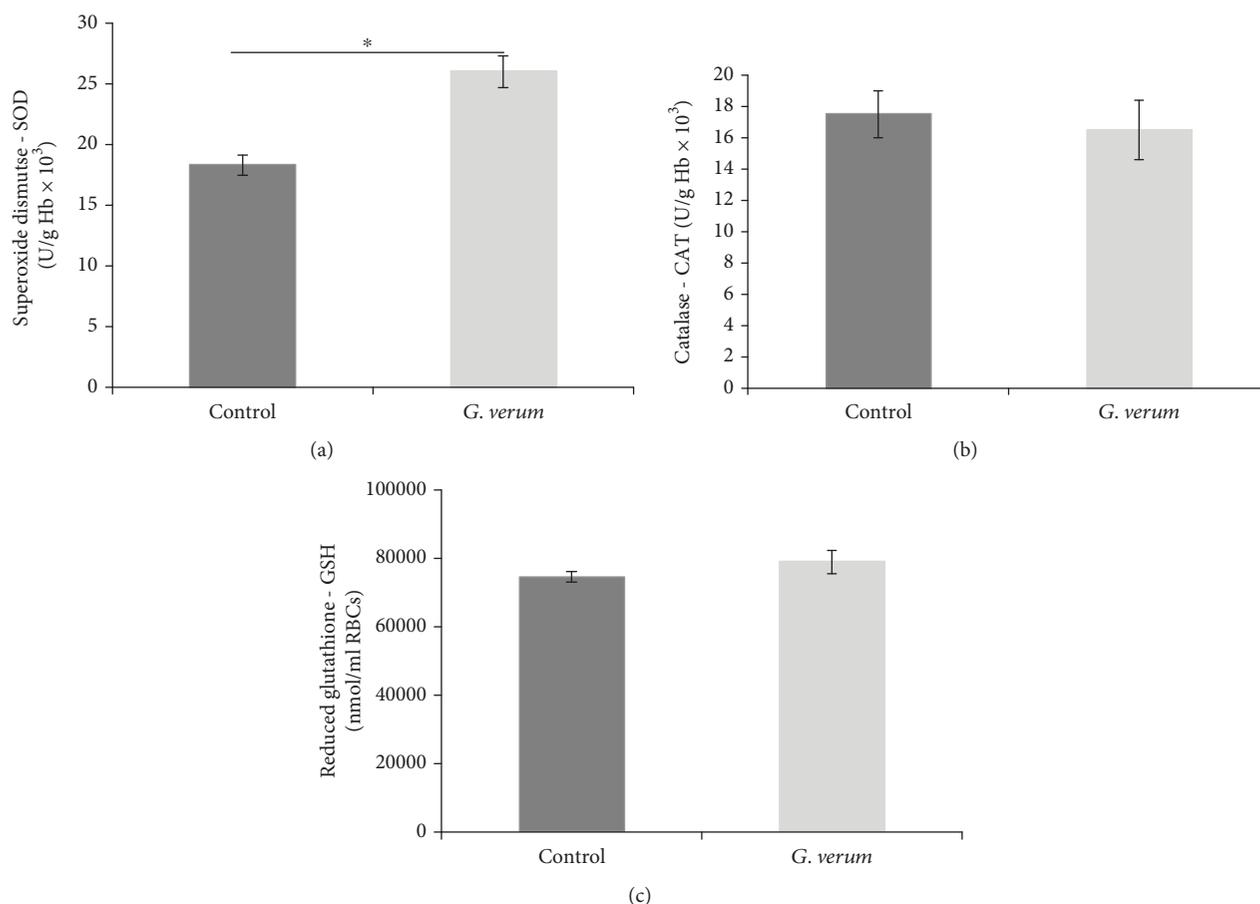 Superoxide dismutse - SOD
(U/g Hb × 10³)
30
25
20
15
10
5
0
*
Control
G. verum
(a)
Catalase - CAT (U/g Hb × 10³)
20
18
16
14
12
10
8
6
4
2
0
Control
G. verum
(b)
Reduced glutathione - GSH
(nmol/ml RBCs)
100000
80000
60000
40000
20000
0
Control
G. verum
(c)